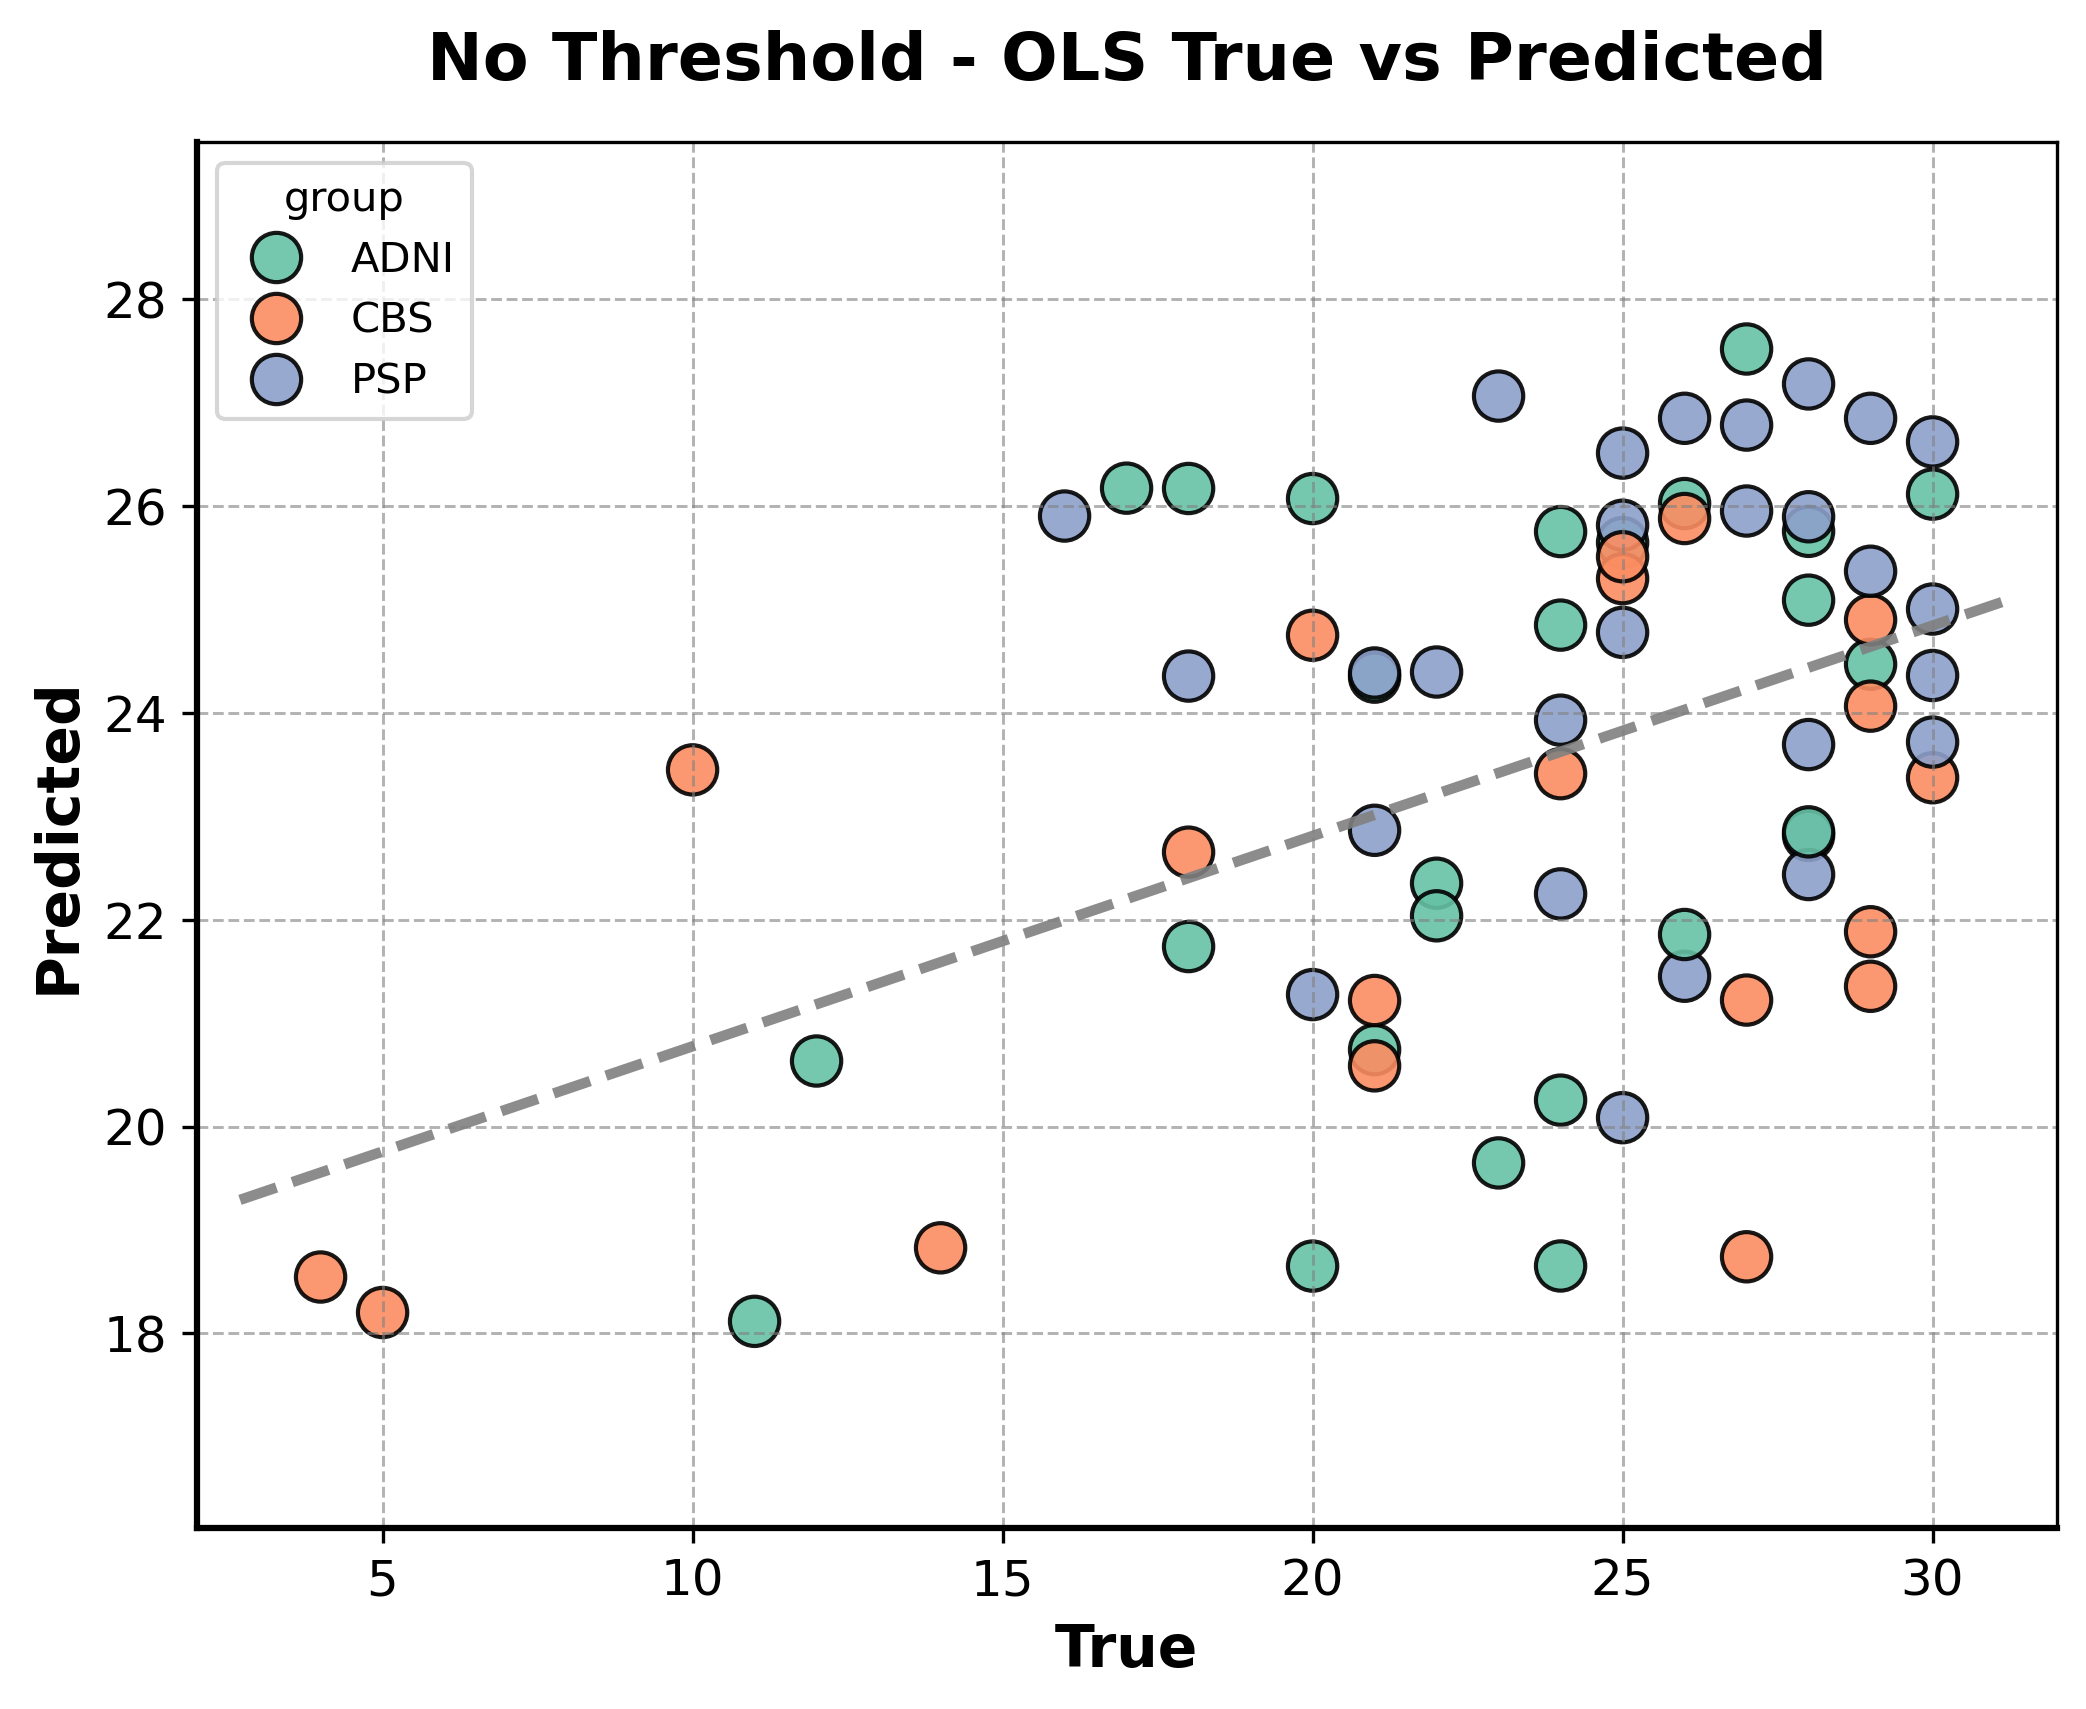 No Threshold - OLS True vs Predicted
group
ADNI
CBS
PSP
28
26
24
22
20
18
Predicted
5 10 15 20 25 30
True